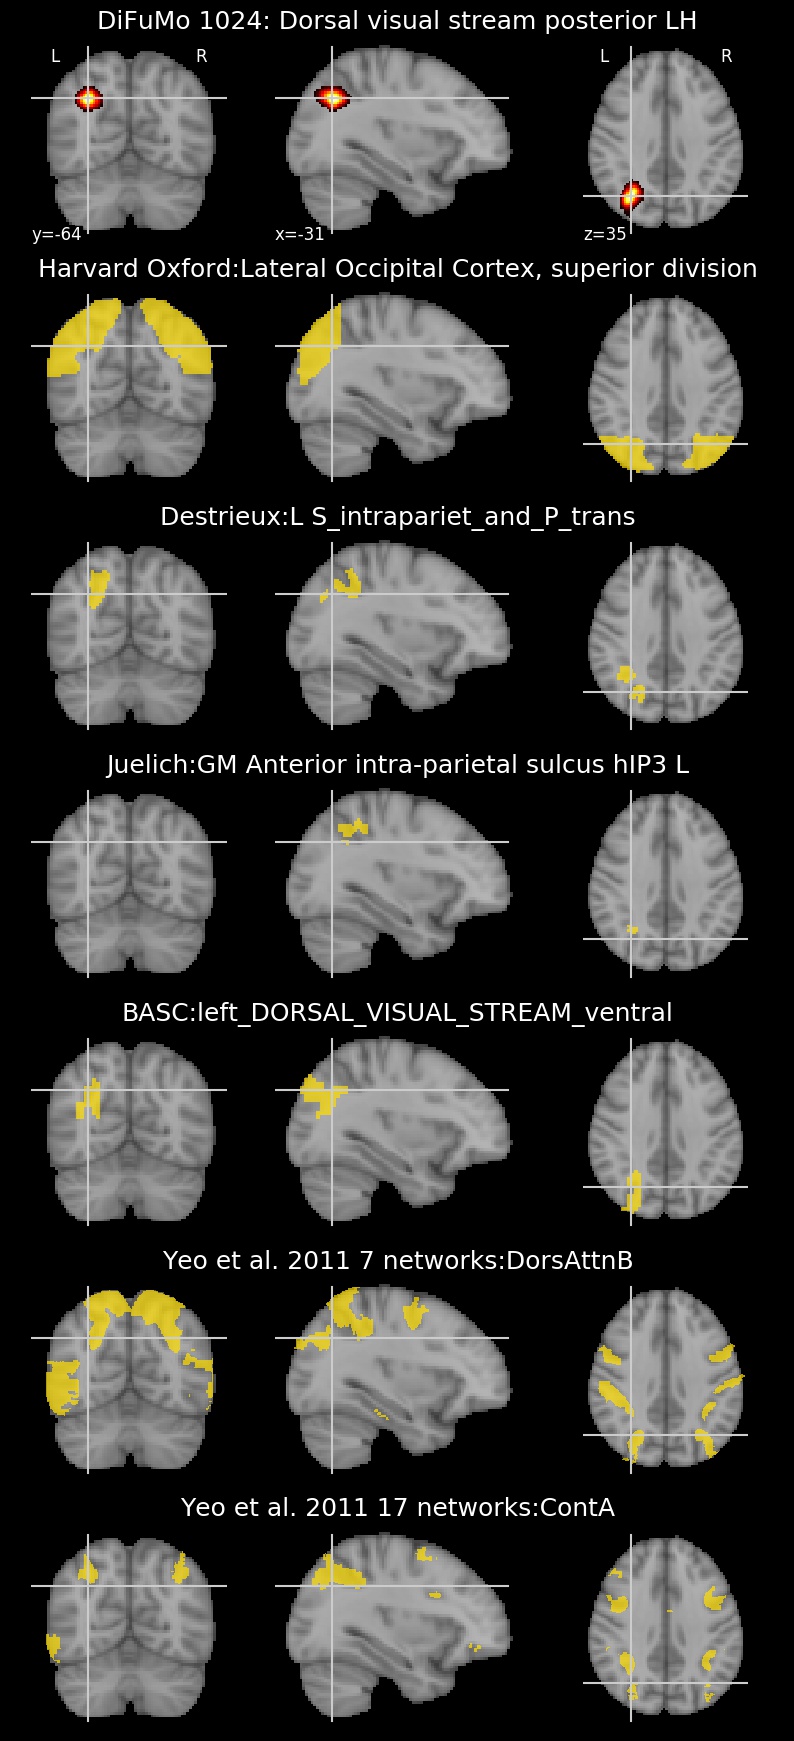 DiFuMo 1024: Dorsal visual stream posterior LH
L R L R
y=-64 x=-31 z=35
Harvard Oxford:Lateral Occipital Cortex, superior division
Destrieux:L S_intrapariet_and_P_trans
Juelich:GM Anterior intra-parietal sulcus hIP3 L
BASC:left_DORSAL_VISUAL_STREAM_ventral
Yeo et al. 2011 7 networks:DorsAttnB
Yeo et al. 2011 17 networks:ContA